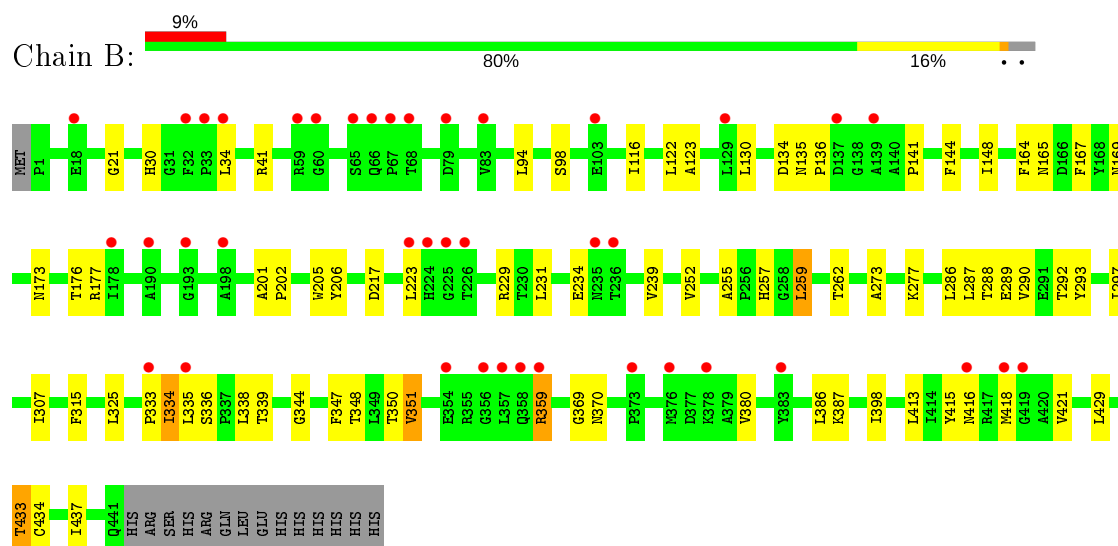 9%
Chain B:
80% 16% • •
MET P1 E18 G21 H30 G31 F32 P33 L34 R41 R59 G60 S65 Q66 P67 T68 D79 V83 L94 S98 E103 I116 L122 A123 L129 L130 D134 N135 P136 D137 G138 A139 A140 P141 F144 I148 F164 N165 D166 F167 Y168 N169
N173 T176 R177 I178 A190 G193 A198 A201 P202 W205 Y206 D217 L223 H224 G225 T226 R229 T230 L231 E234 N235 T236 V239 V252 A255 P256 H257 G258 L259 T262 A273 K277 L286 L287 T288 E289 V290 E291 T292 Y293
I307 F315 L325 P333 I334 L335 S336 P337 L338 T339 G344 F347 T348 L349 T350 V351 E354 R355 G356 L357 Q358 R359 G369 N370 P373 M376 D377 K378 A379 V380 Y383 L386 K387 I398 L413 I414 Y415 N416 R417 M418 G419 A420 V421 L429
T433 C434 I437 Q441 HIS ARG SER HIS ARG GLN LEU GLU HIS HIS HIS HIS HIS HIS